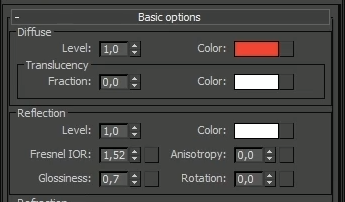 - Basic options
Diffuse
Level: 1,0 Color:
Translucency
Fraction: 0,0 Color:
Reflection
Level: 1,0 Color:
Fresnel IOR: 1,52 Anisotropy: 0,0
Glossiness: 0,7 Rotation: 0,0
Refraction